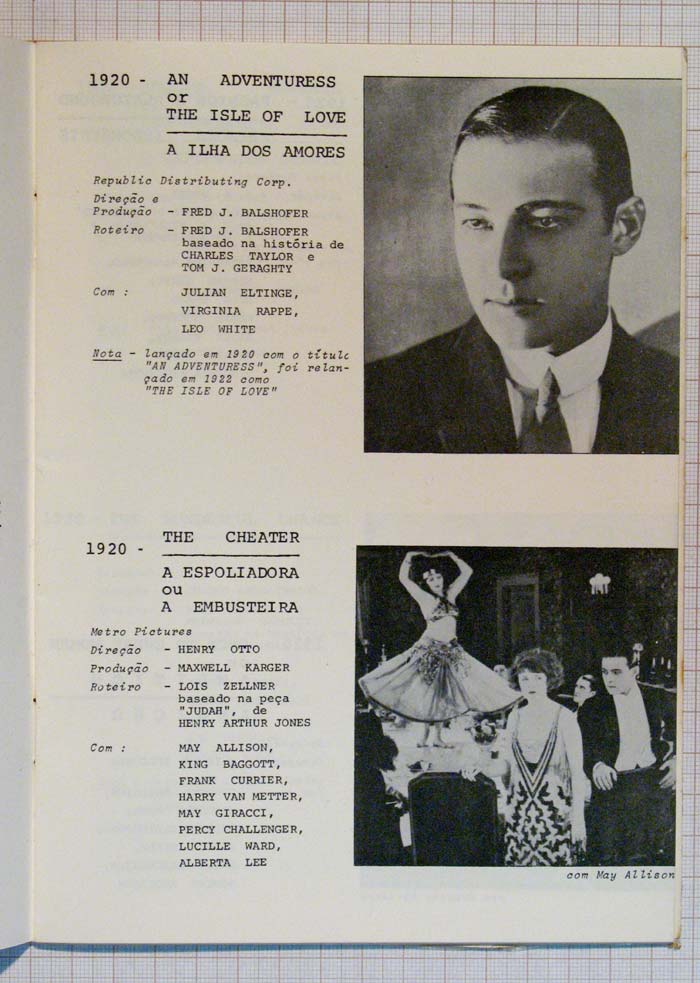 1920 - AN ADVENTURESS
or
THE ISLE OF LOVE
A ILHA DOS AMORES
Republic Distributing Corp.
Direção e
Produção - FRED J. BALSHOFER
Roteiro - FRED J. BALSHOFER
baseado na história de
CHARLES TAYLOR e
TOM J. GERAGHTY
Com : JULIAN ELTINGE,
VIRGINIA RAPPE,
LEO WHITE
Nota - lançado em 1920 com o título
"AN ADVENTURESS", foi relan-
çado em 1922 como
"THE ISLE OF LOVE"
1920 - THE CHEATER
A ESPOLIADORA
ou
A EMBUSTEIRA
Metro Pictures
Direção - HENRY OTTO
Produção - MAXWELL KARGER
Roteiro - LOIS ZELLNER
baseado na peça
"JUDAH", de
HENRY ARTHUR JONES
Com : MAY ALLISON,
KING BAGGOTT,
FRANK CURRIER,
HARRY VAN METTER,
MAY GIRACCI,
PERCY CHALLENGER,
LUCILLE WARD,
ALBERTA LEE
com May Allison